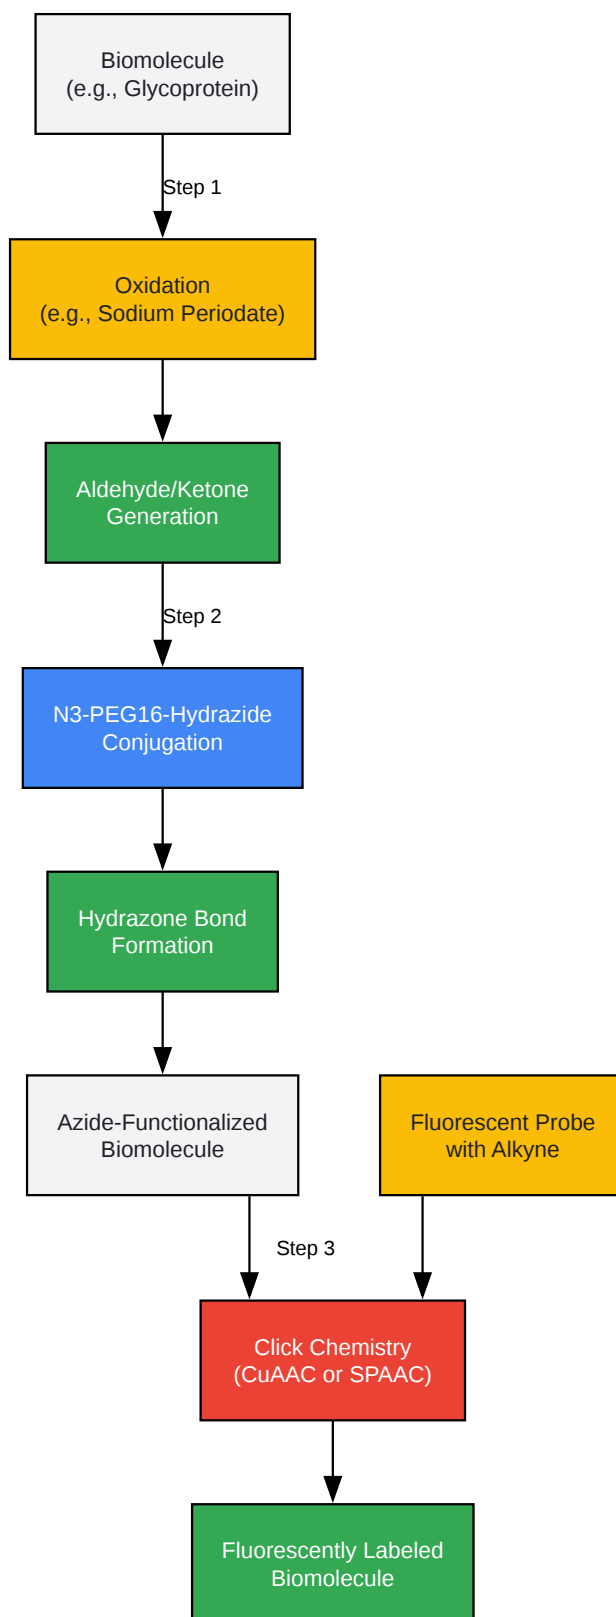 Biomolecule
(e.g., Glycoprotein)
Step 1
Oxidation
(e.g., Sodium Periodate)
Aldehyde/Ketone
Generation
Step 2
N3-PEG16-Hydrazide
Conjugation
Hydrazone Bond
Formation
Azide-Functionalized
Biomolecule
Fluorescent Probe
with Alkyne
Step 3
Click Chemistry
(CuAAC or SPAAC)
Fluorescently Labeled
Biomolecule